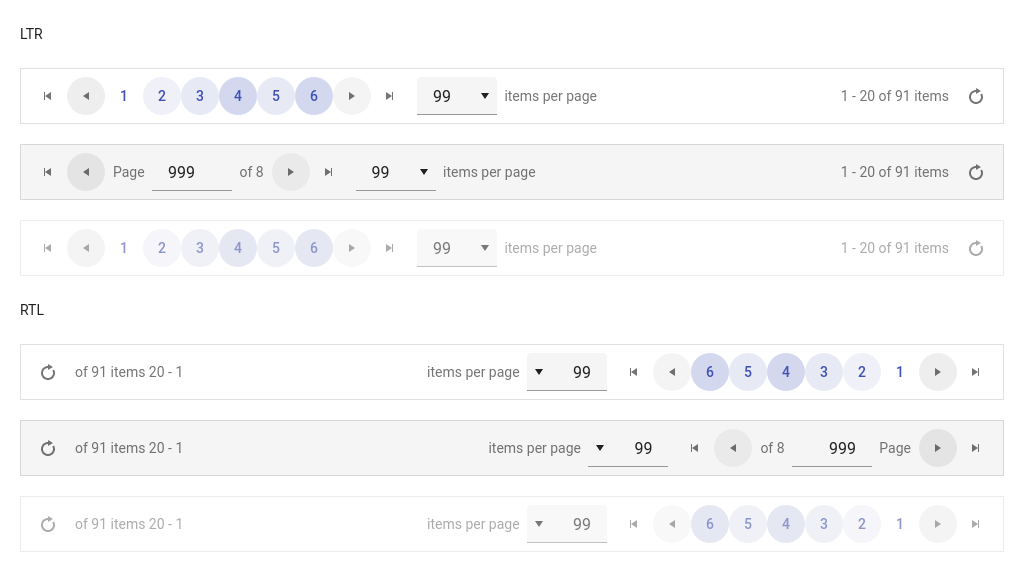 LTR
1 2 3 4 5 6 99 items per page 1 - 20 of 91 items
Page 999 of 8 99 items per page 1 - 20 of 91 items
1 2 3 4 5 6 99 items per page 1 - 20 of 91 items
RTL
of 91 items 20 - 1 items per page 99 6 5 4 3 2 1
of 91 items 20 - 1 items per page 99 of 8 999 Page
of 91 items 20 - 1 items per page 99 6 5 4 3 2 1